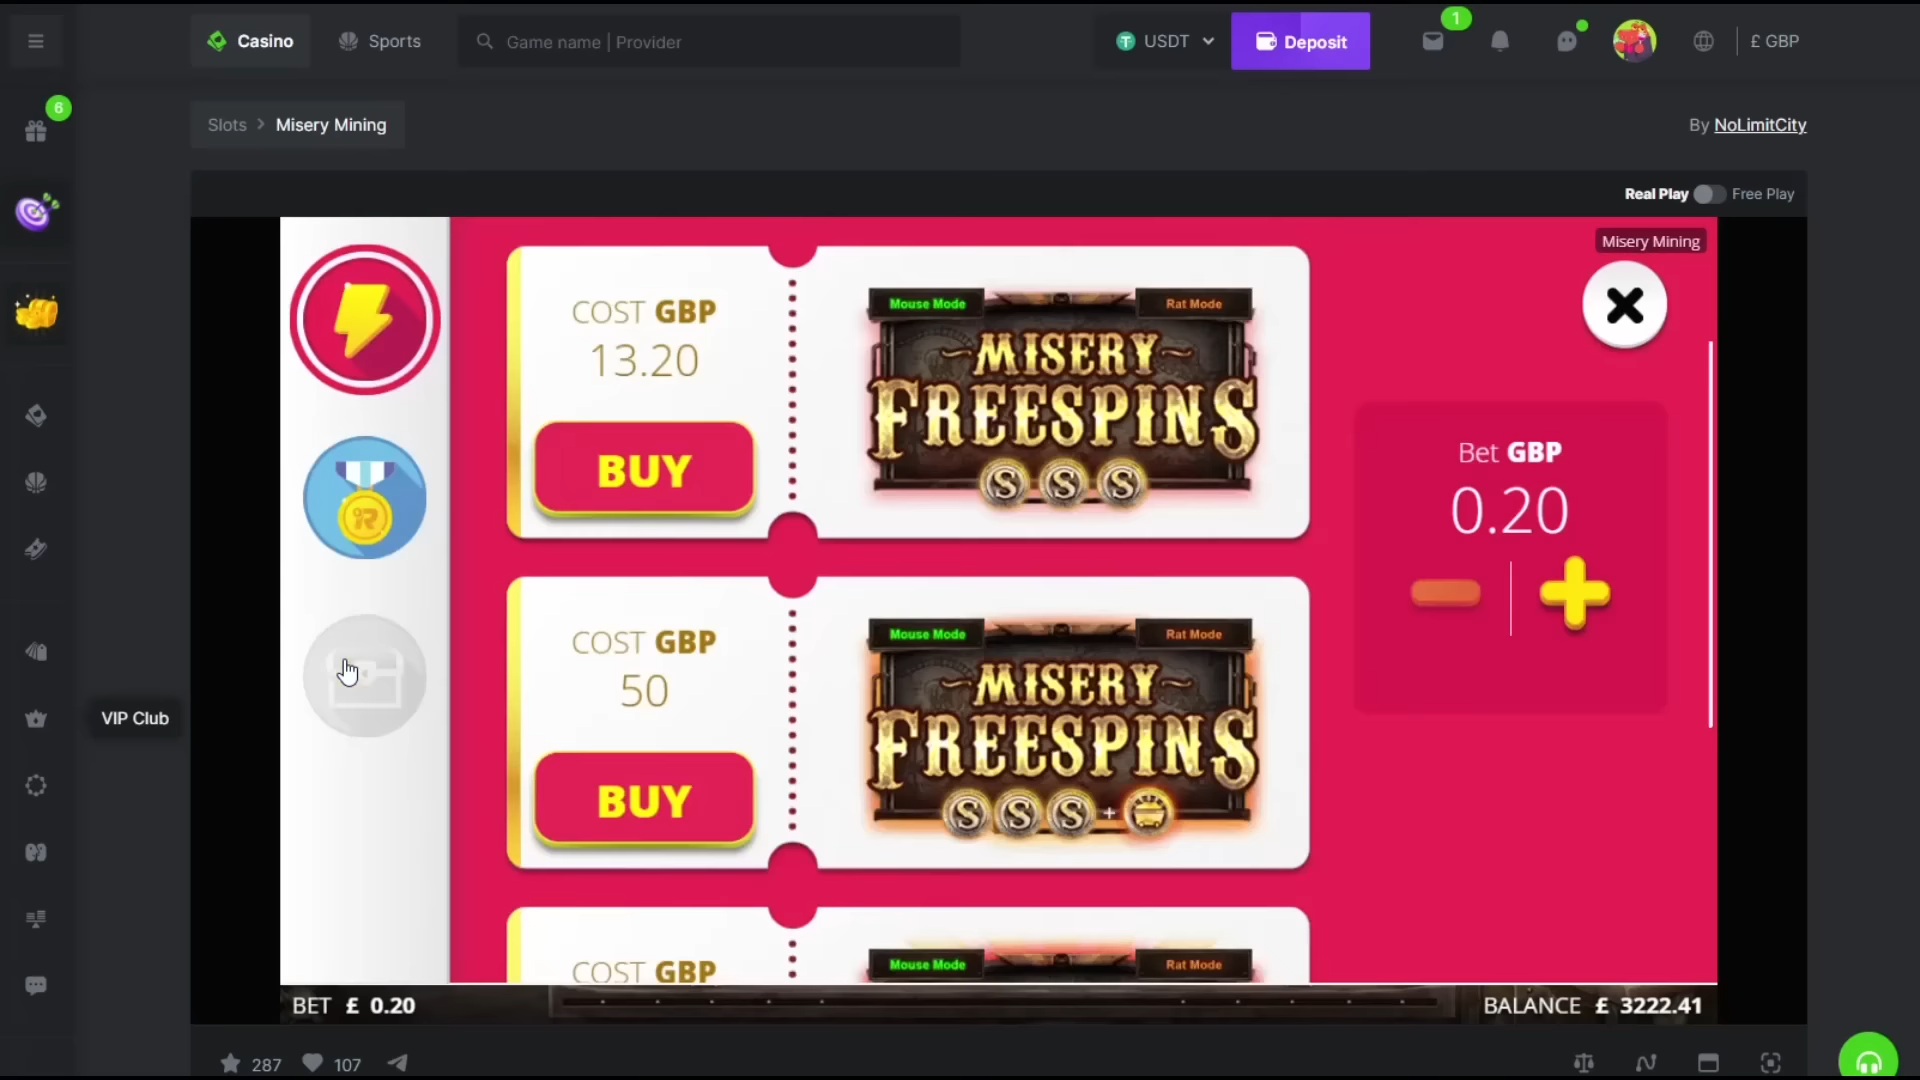 Casino
Sports
Game name | Provider
USDT
Deposit
1
£ GBP
6
Slots > Misery Mining
By NoLimitCity
Real Play
Free Play
Misery Mining
COST GBP
13.20
BUY
Mouse Mode
Rat Mode
MISERY
FREESPINS
S S S
Bet GBP
0.20
COST GBP
50
BUY
Mouse Mode
Rat Mode
MISERY
FREESPINS
S S S +
VIP Club
COST GBP
Mouse Mode
Rat Mode
BET £ 0.20
BALANCE £ 3222.41
287
107